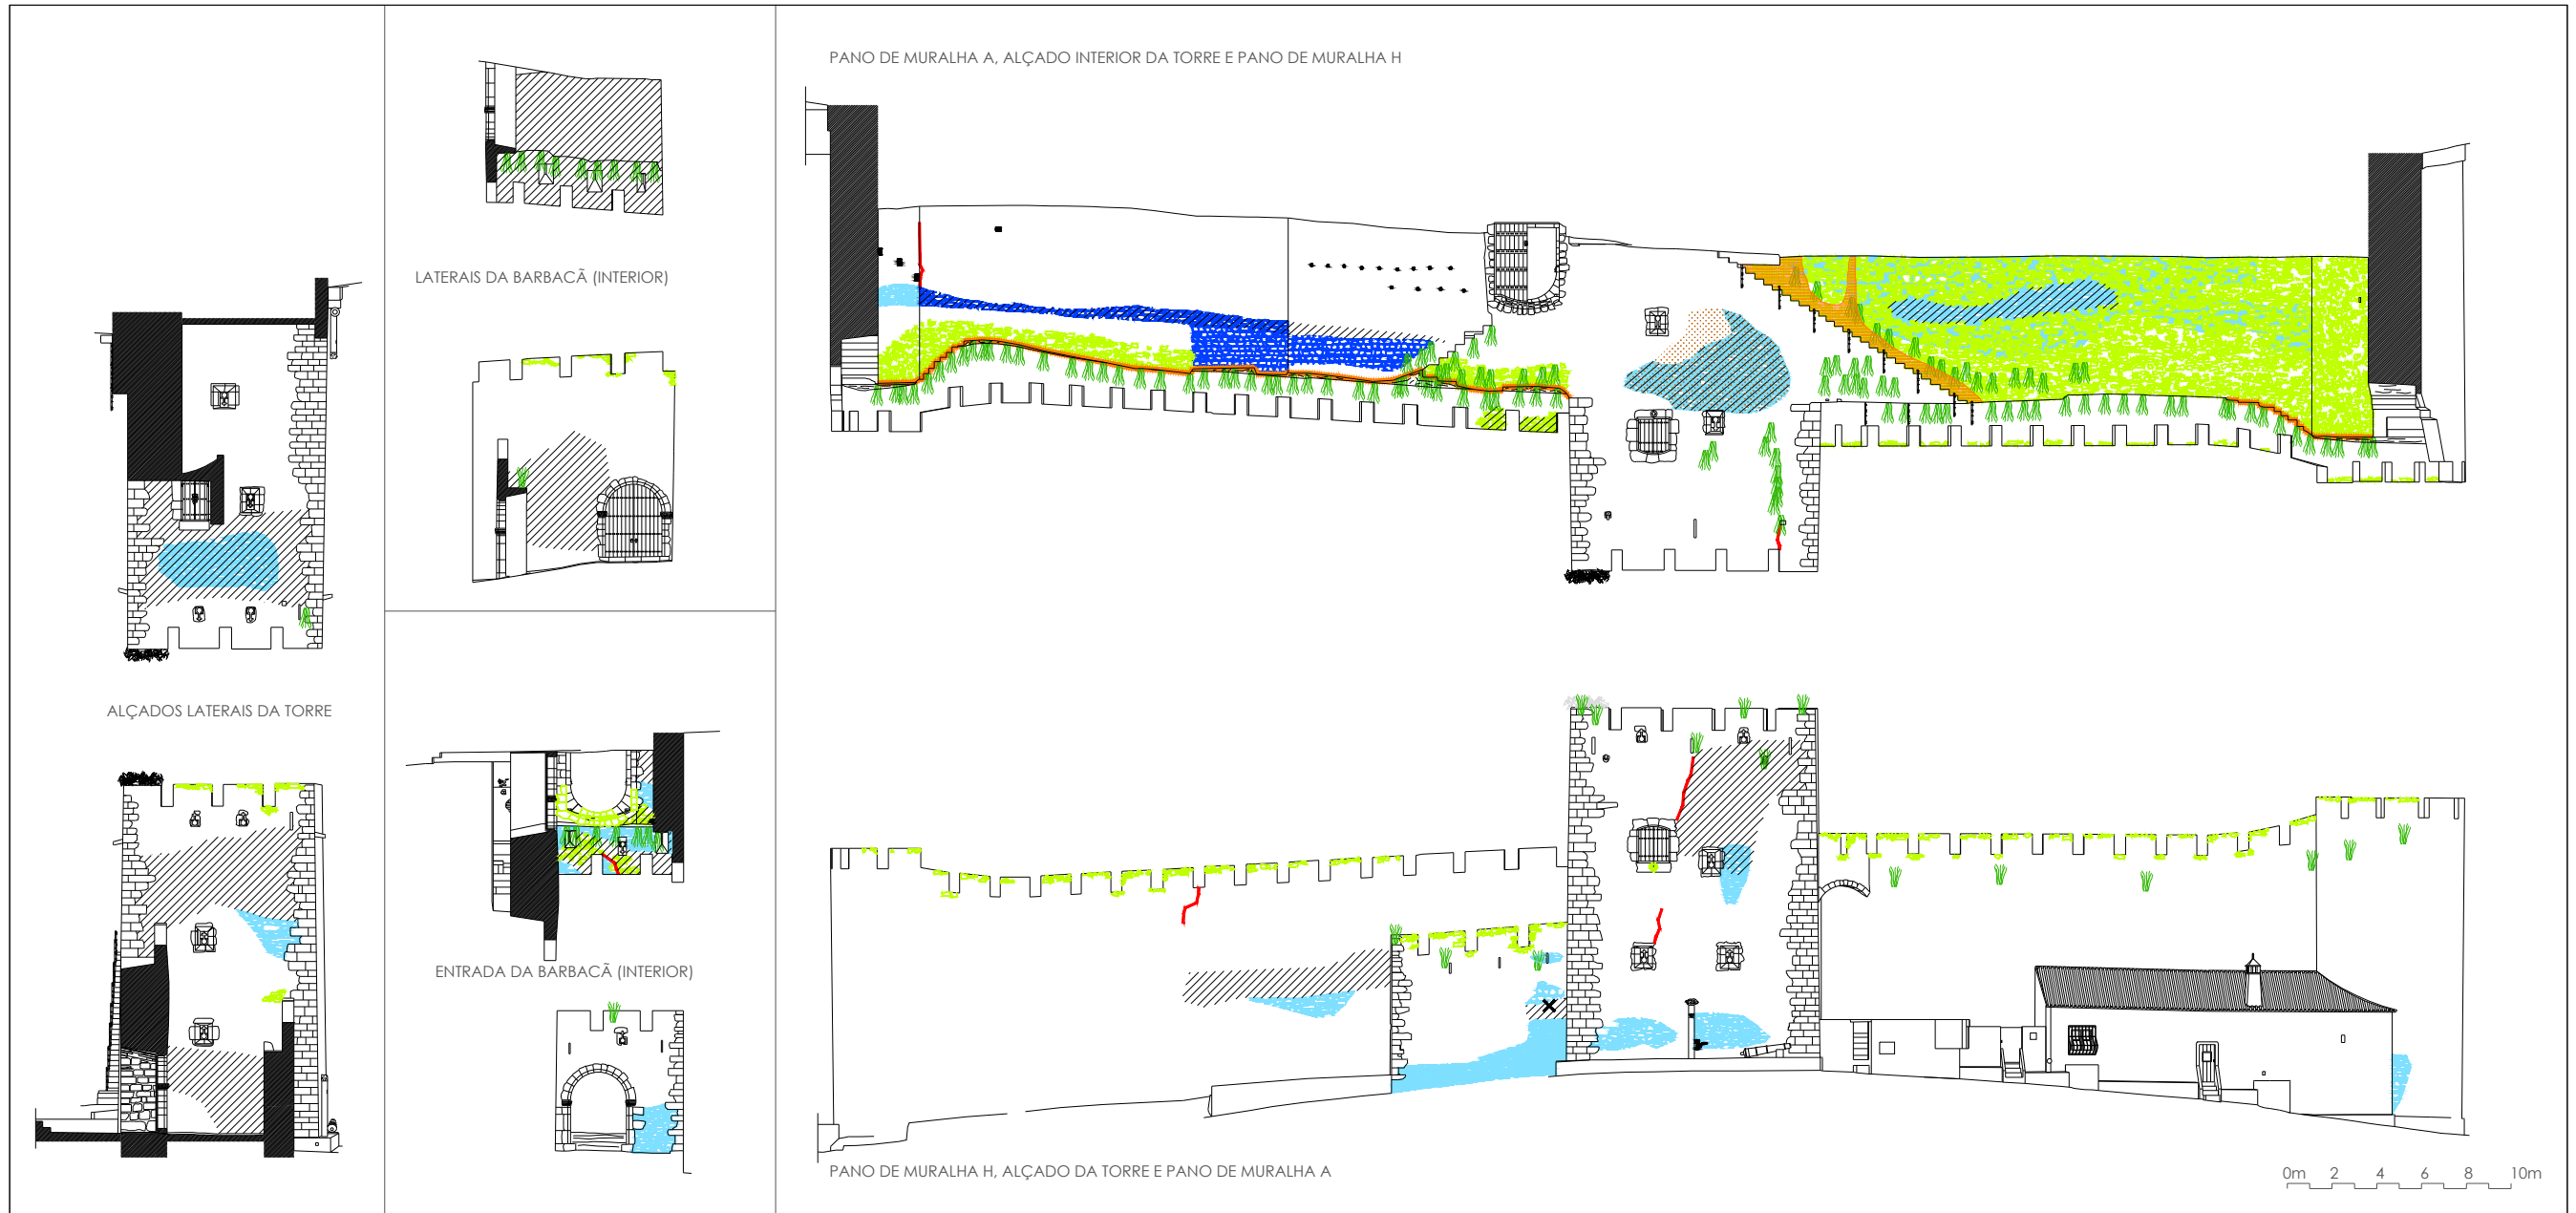 PANO DE MURALHA A, ALÇADO INTERIOR DA TORRE E PANO DE MURALHA H
LATERAIS DA BARBACÃ (INTERIOR)
ALÇADOS LATERAIS DA TORRE
ENTRADA DA BARBACÃ (INTERIOR)
PANO DE MURALHA H, ALÇADO DA TORRE E PANO DE MURALHA A
0m 2 4 6 8 10m